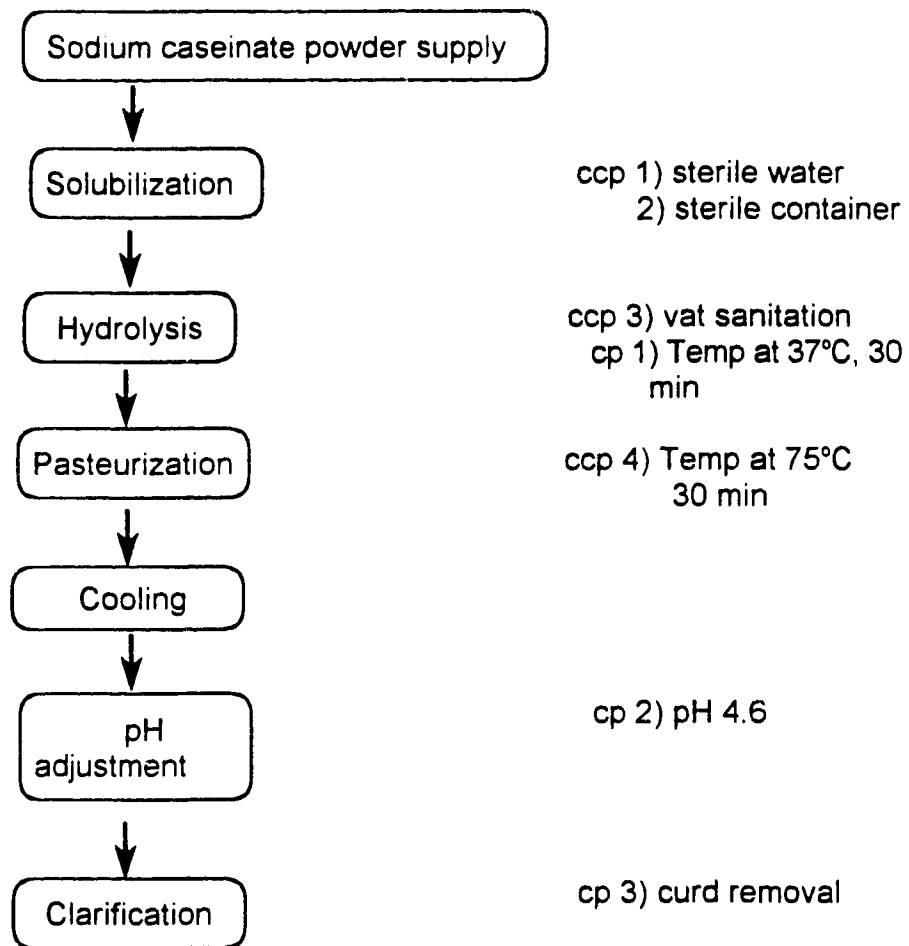 Sodium caseinate powder supply
Solubilization
ccp 1) sterile water
2) sterile container
Hydrolysis
ccp 3) vat sanitation
cp 1) Temp at 37°C, 30
min
Pasteurization
ccp 4) Temp at 75°C
30 min
Cooling
pH
adjustment
cp 2) pH 4.6
Clarification
cp 3) curd removal